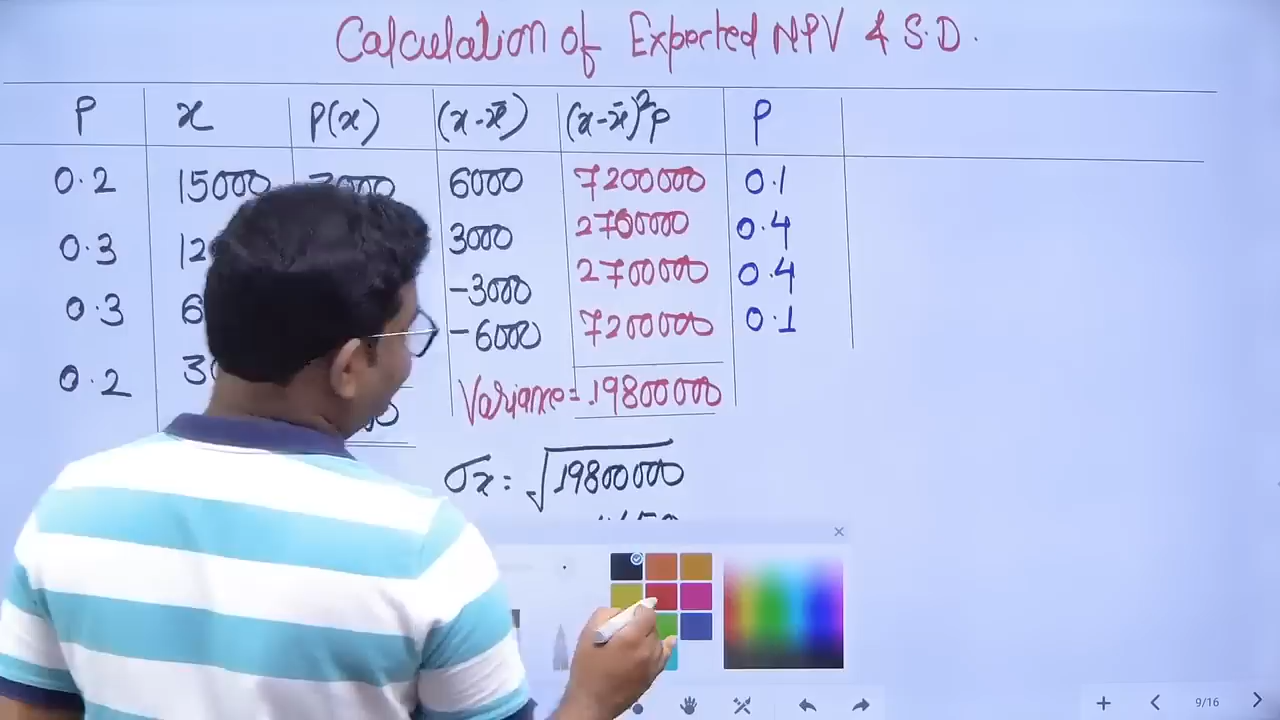 Calculation of Expected NPV & S.D.
P x P(x) (x-x̄) (x-x̄)²P P
0.2 15000 3000 6000 7200000 0.1
0.3 3000 2700000 0.4
0.3 -3000 2700000 0.4
0.2 -6000 7200000 0.1
Variance = 19800000
σx = √19800000
9/16